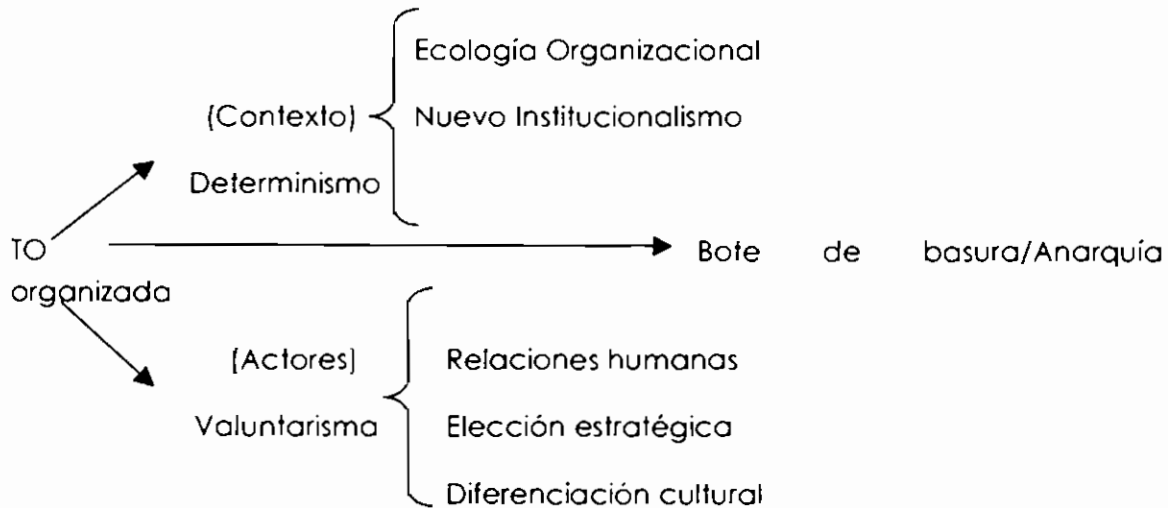 Ecología Organizacional
(Contexto) Nuevo Institucionalismo
Determinismo
TO Bote de basura/Anarquía
organizada
(Actores) Relaciones humanas
Valuntarisma Elección estratégica
Diferenciación cultural